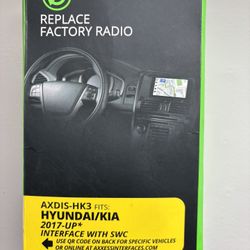 REPLACE
FACTORY RADIO
AXDIS-HK3 FITS:
HYUNDAI/KIA
2017-UP*
INTERFACE WITH SWC
USE QR CODE ON BACK FOR SPECIFIC VEHICLES
OR ONLINE AT AXXESSINTERFACES.COM